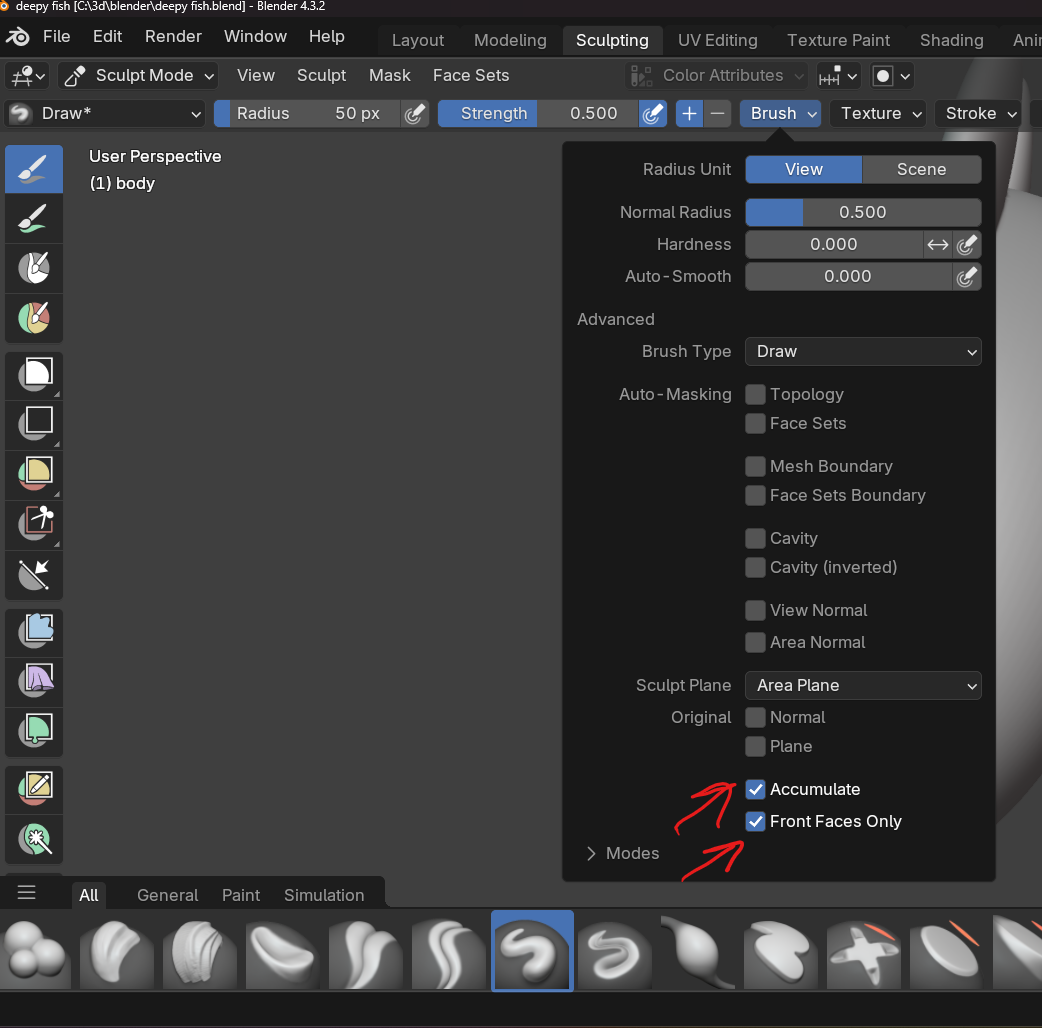 deepy fish [C:\3d\blender\deepy fish.blend] - Blender 4.3.2
File Edit Render Window Help Layout Modeling Sculpting UV Editing Texture Paint Shading
Sculpt Mode View Sculpt Mask Face Sets Color Attributes
Draw* Radius 50 px Strength 0.500 Brush Texture Stroke
User Perspective
(1) body
Radius Unit View Scene
Normal Radius 0.500
Hardness 0.000
Auto-Smooth 0.000
Advanced
Brush Type Draw
Auto-Masking Topology
Face Sets
Mesh Boundary
Face Sets Boundary
Cavity
Cavity (inverted)
View Normal
Area Normal
Sculpt Plane Area Plane
Original Normal
Plane
Accumulate
Front Faces Only
Modes
All General Paint Simulation